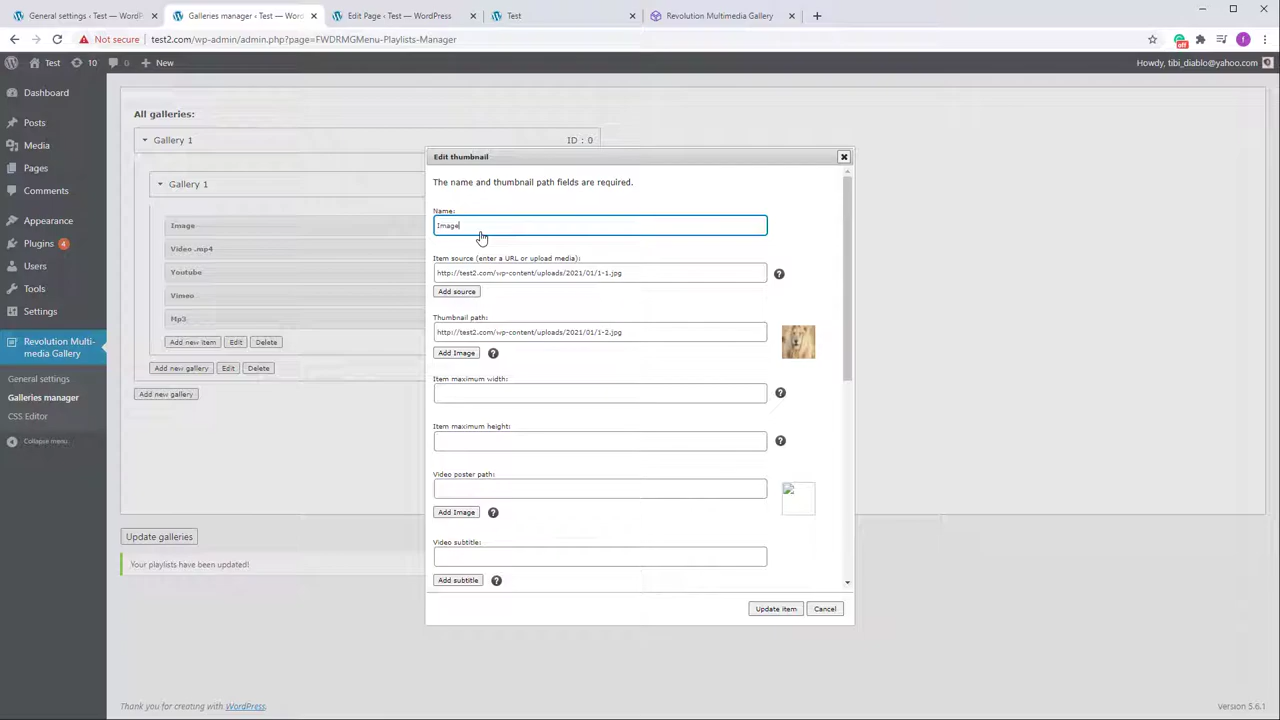 General settings ‹ Test — WordP
Galleries manager ‹ Test — Word
Edit Page ‹ Test — WordPress
Test
Revolution Multimedia Gallery
Not secure
test2.com/wp-admin/admin.php?page=FWDRMGMenu-Playlists-Manager
off
f
Test
10
0
New
Howdy, tibi_diablo@yahoo.com
Dashboard
Posts
Media
Pages
Comments
Appearance
Plugins 4
Users
Tools
Settings
Revolution Multi-
media Gallery
General settings
Galleries manager
CSS Editor
Collapse menu
All galleries:
Gallery 1
ID : 0
Gallery 1
Image
Video .mp4
Youtube
Vimeo
Mp3
Add new item
Edit
Delete
Add new gallery
Edit
Delete
Add new gallery
Update galleries
Your playlists have been updated!
Edit thumbnail
The name and thumbnail path fields are required.
Name:
Image
Item source (enter a URL or upload media):
http://test2.com/wp-content/uploads/2021/01/1-1.jpg
?
Add source
Thumbnail path:
http://test2.com/wp-content/uploads/2021/01/1-2.jpg
Add Image
?
Item maximum width:
?
Item maximum height:
?
Video poster path:
Add Image
?
Video subtitle:
Add subtitle
?
Update item
Cancel
Thank you for creating with WordPress.
Version 5.6.1